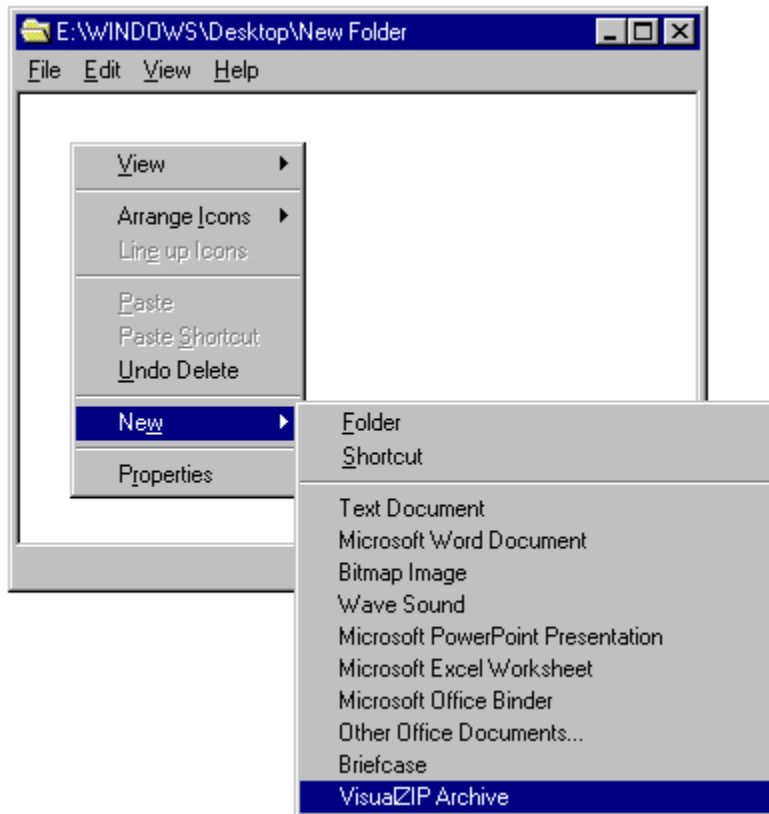 E:\WINDOWS\Desktop\New Folder
File Edit View Help
View
Arrange Icons
Line up Icons
Paste
Paste Shortcut
Undo Delete
New
Properties
Folder
Shortcut
Text Document
Microsoft Word Document
Bitmap Image
Wave Sound
Microsoft PowerPoint Presentation
Microsoft Excel Worksheet
Microsoft Office Binder
Other Office Documents...
Briefcase
VisualZIP Archive